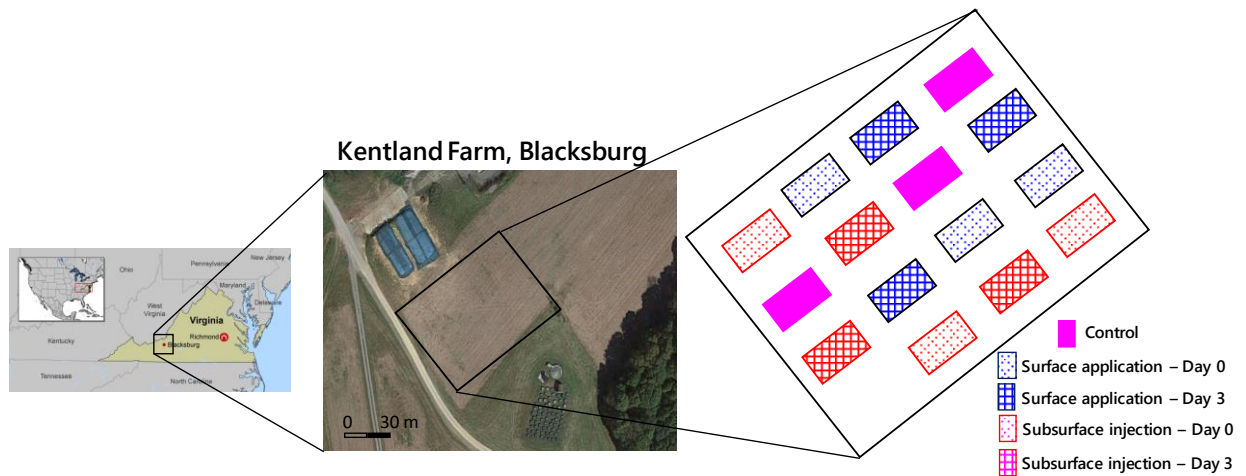 Kentland Farm, Blacksburg
Ohio
Pennsylvania
New Jersey
Maryland
Delaware
West
Virginia
Virginia
Richmond
Blacksburg
Kentucky
Tennessee
North Carolina
0 30 m
Control
Surface application – Day 0
Surface application – Day 3
Subsurface injection – Day 0
Subsurface injection – Day 3